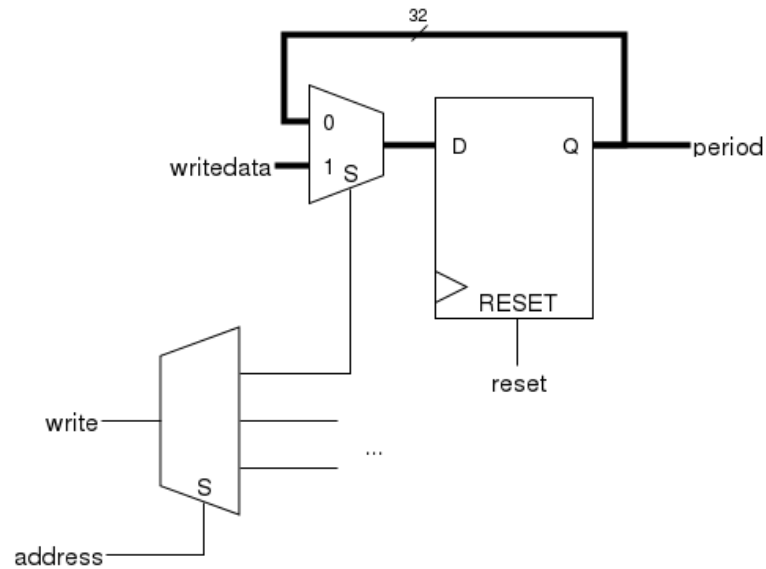 32
0
writedata
1
S
D
Q
period
RESET
reset
write
...
S
address